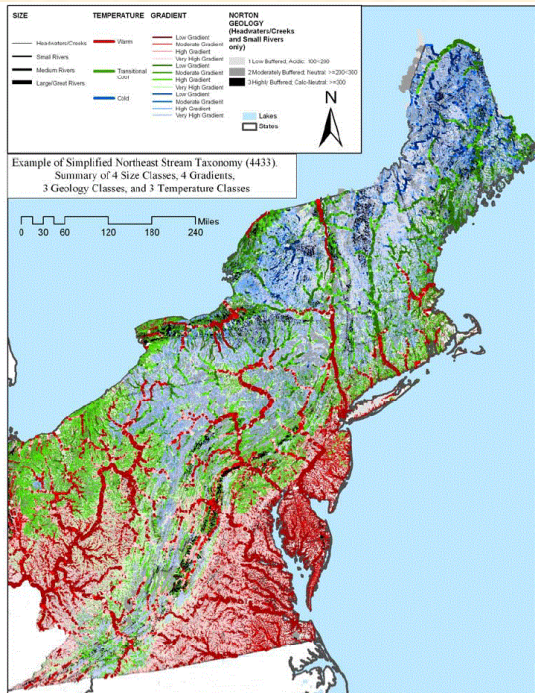 SIZE
Headwaters/Creeks
Small Rivers
Medium Rivers
Large/Great Rivers
TEMPERATURE
Warm
Transitional
Cool
Cold
GRADIENT
Low Gradient
Moderate Gradient
High Gradient
Very High Gradient
Low Gradient
Moderate Gradient
High Gradient
Very High Gradient
Low Gradient
Moderate Gradient
High Gradient
Very High Gradient
NORTON
GEOLOGY
(Headwaters/Creeks
and Small Rivers
only)
1 Low Buffered; Acidic: 100-200
2 Moderately Buffered; Neutral: >=200-300
3 Highly Buffered; Calc-Neutral: >=300
N
Lakes
States
Example of Simplified Northeast Stream Taxonomy (4433).
Summary of 4 Size Classes, 4 Gradients,
3 Geology Classes, and 3 Temperature Classes
Miles
0 30 60 120 180 240